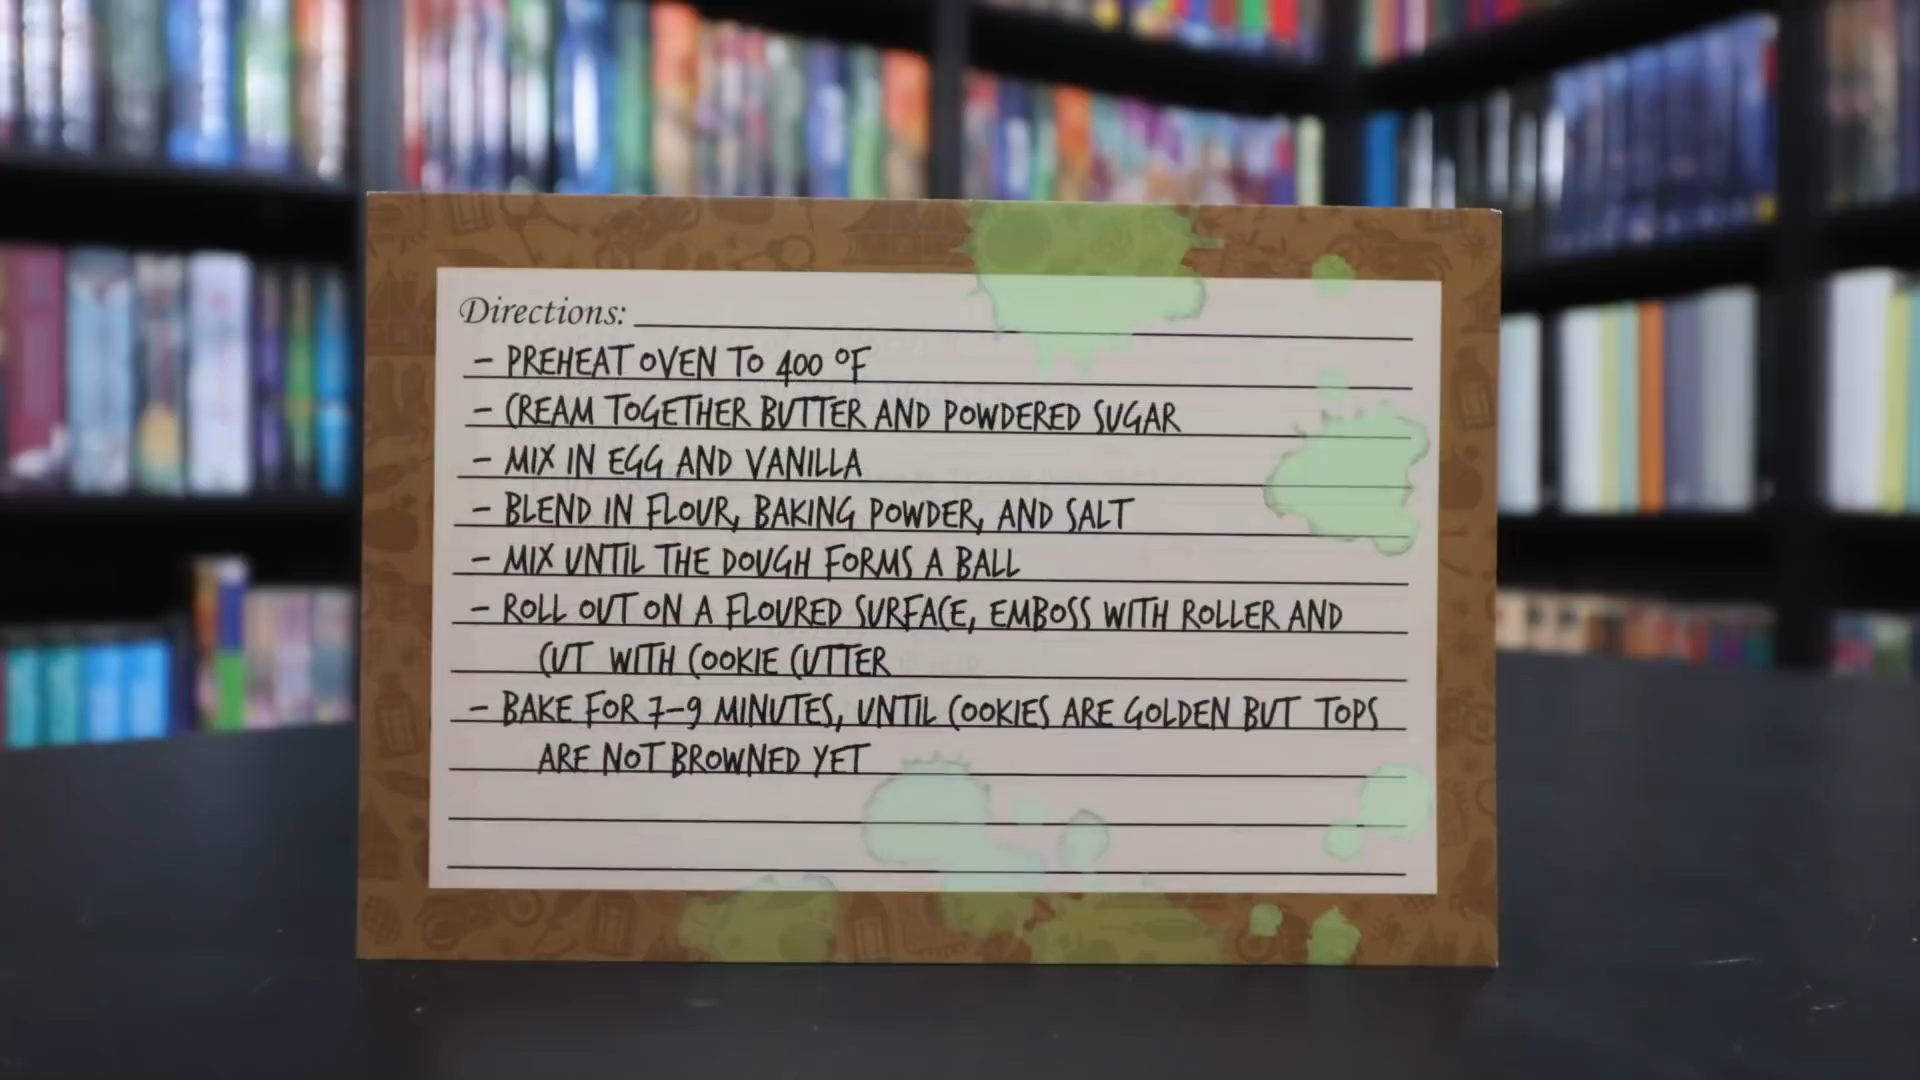 Directions:
- PREHEAT OVEN TO 400 °F
- CREAM TOGETHER BUTTER AND POWDERED SUGAR
- MIX IN EGG AND VANILLA
- BLEND IN FLOUR, BAKING POWDER, AND SALT
- MIX UNTIL THE DOUGH FORMS A BALL
- ROLL OUT ON A FLOURED SURFACE, EMBOSS WITH ROLLER AND
CUT WITH COOKIE CUTTER
- BAKE FOR 7-9 MINUTES, UNTIL COOKIES ARE GOLDEN BUT TOPS
ARE NOT BROWNED YET